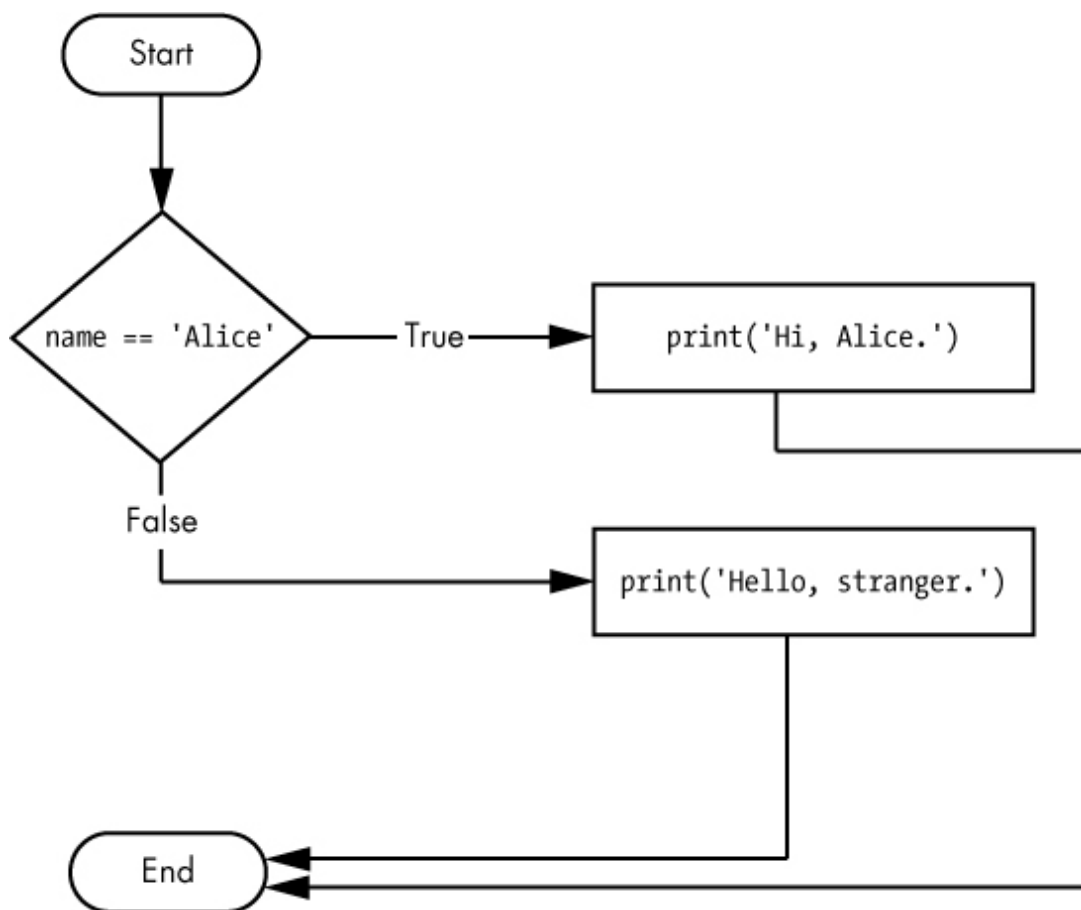 Start
name == 'Alice'
True
print('Hi, Alice.')
False
print('Hello, stranger.')
End